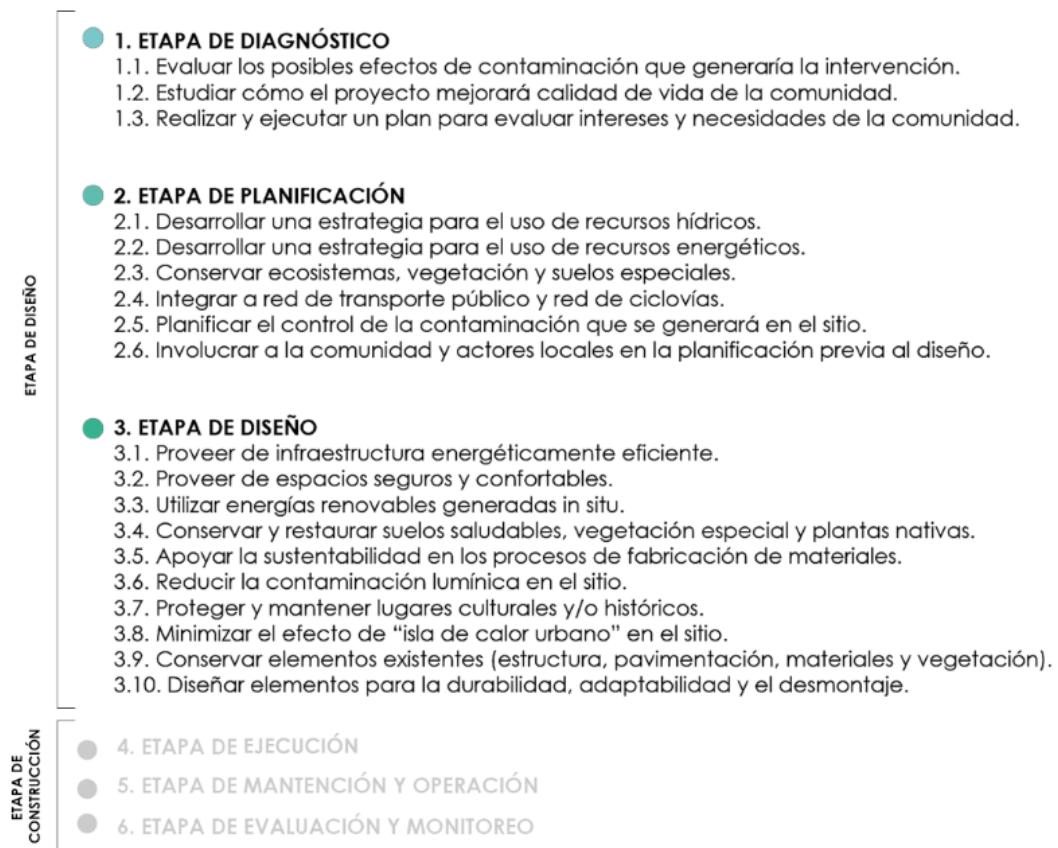 ETAPA DE DISEÑO
1. ETAPA DE DIAGNÓSTICO
1.1. Evaluar los posibles efectos de contaminación que generaría la intervención.
1.2. Estudiar cómo el proyecto mejorará calidad de vida de la comunidad.
1.3. Realizar y ejecutar un plan para evaluar intereses y necesidades de la comunidad.
2. ETAPA DE PLANIFICACIÓN
2.1. Desarrollar una estrategia para el uso de recursos hídricos.
2.2. Desarrollar una estrategia para el uso de recursos energéticos.
2.3. Conservar ecosistemas, vegetación y suelos especiales.
2.4. Integrar a red de transporte público y red de ciclovías.
2.5. Planificar el control de la contaminación que se generará en el sitio.
2.6. Involucrar a la comunidad y actores locales en la planificación previa al diseño.
3. ETAPA DE DISEÑO
3.1. Proveer de infraestructura energéticamente eficiente.
3.2. Proveer de espacios seguros y confortables.
3.3. Utilizar energías renovables generadas in situ.
3.4. Conservar y restaurar suelos saludables, vegetación especial y plantas nativas.
3.5. Apoyar la sustentabilidad en los procesos de fabricación de materiales.
3.6. Reducir la contaminación lumínica en el sitio.
3.7. Proteger y mantener lugares culturales y/o históricos.
3.8. Minimizar el efecto de “isla de calor urbano” en el sitio.
3.9. Conservar elementos existentes (estructura, pavimentación, materiales y vegetación).
3.10. Diseñar elementos para la durabilidad, adaptabilidad y el desmontaje.
ETAPA DE
CONSTRUCCIÓN
4. ETAPA DE EJECUCIÓN
5. ETAPA DE MANTENCIÓN Y OPERACIÓN
6. ETAPA DE EVALUACIÓN Y MONITOREO